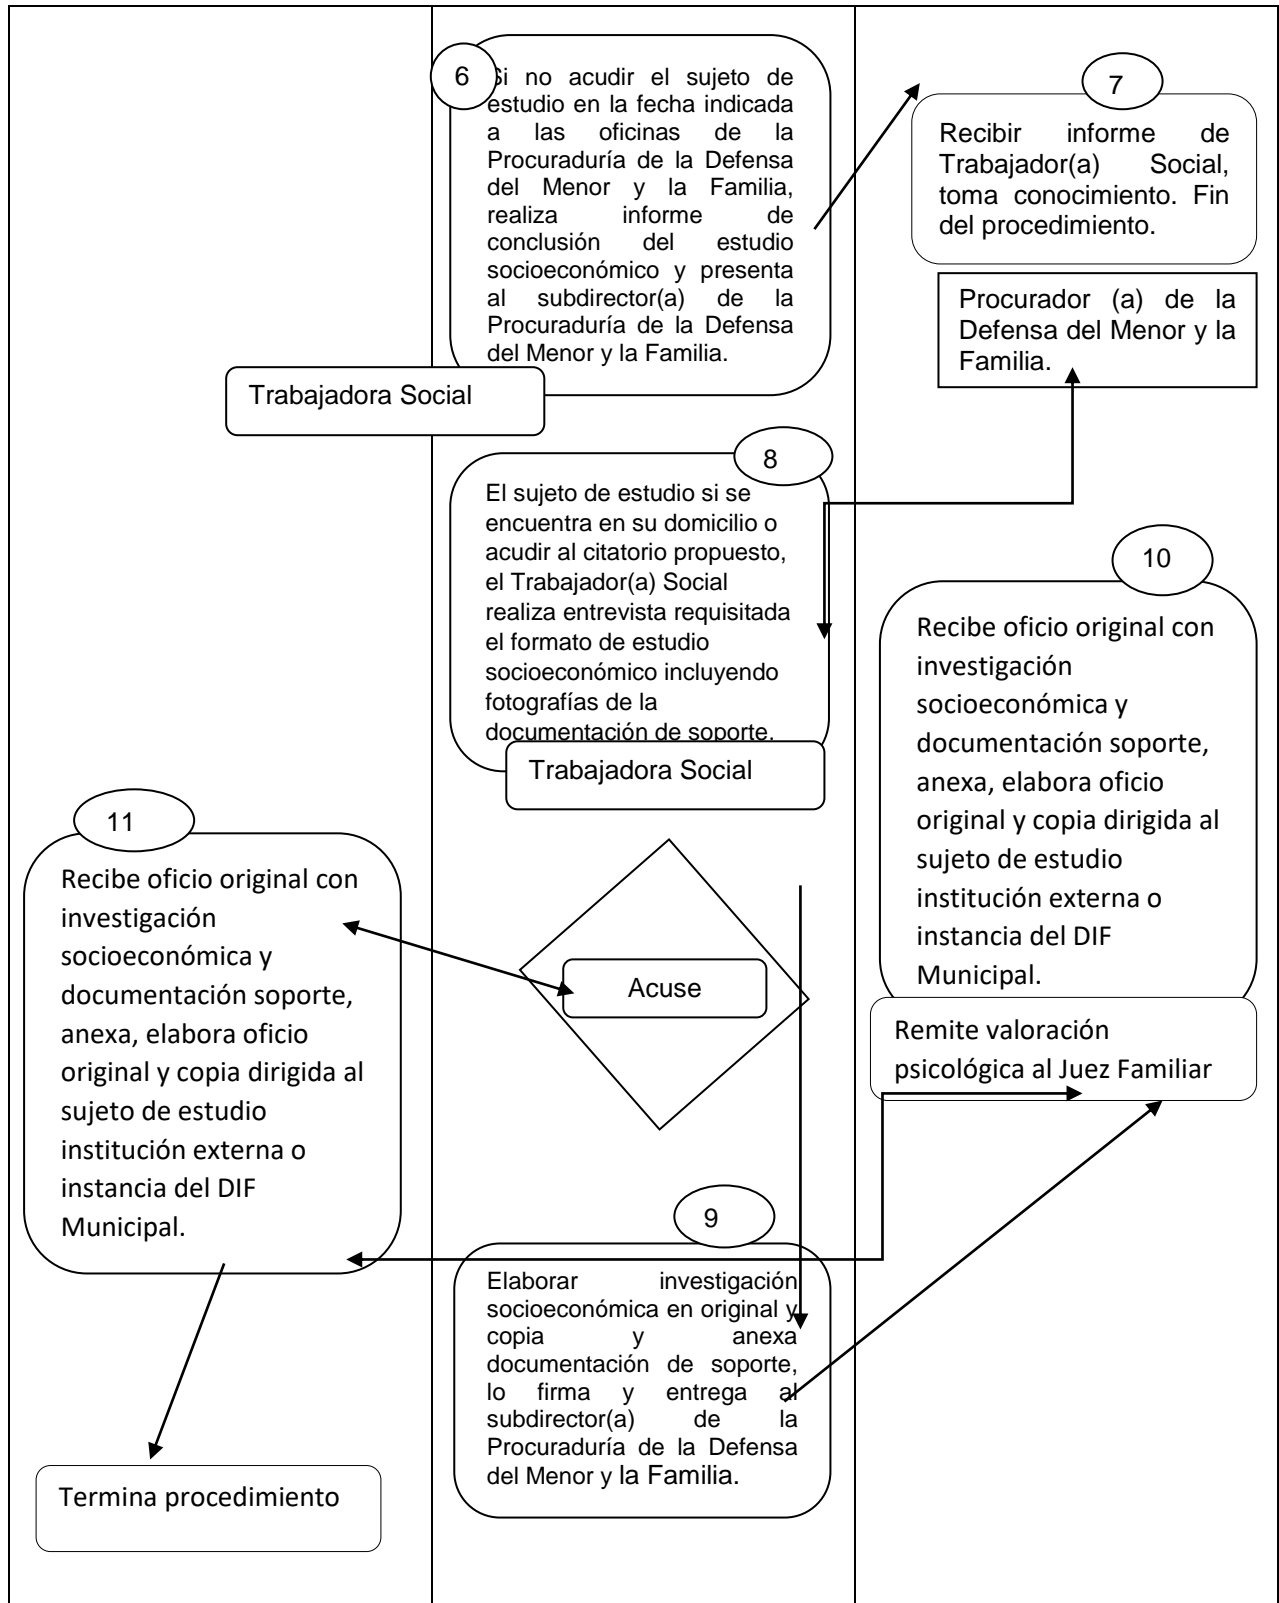 6
Si no acudir el sujeto de
estudio en la fecha indicada
a las oficinas de la
Procuraduría de la Defensa
del Menor y la Familia,
realiza informe de
conclusión del estudio
socioeconómico y presenta
al subdirector(a) de la
Procuraduría de la Defensa
del Menor y la Familia.
Trabajadora Social
7
Recibir informe de
Trabajador(a) Social,
toma conocimiento. Fin
del procedimiento.
Procurador (a) de la
Defensa del Menor y la
Familia.
8
El sujeto de estudio si se
encuentra en su domicilio o
acudir al citatorio propuesto,
el Trabajador(a) Social
realiza entrevista requisitada
el formato de estudio
socioeconómico incluyendo
fotografías de la
documentación de soporte.
Trabajadora Social
10
Recibe oficio original con
investigación
socioeconómica y
documentación soporte,
anexa, elabora oficio
original y copia dirigida al
sujeto de estudio
institución externa o
instancia del DIF
Municipal.
Remite valoración
psicológica al Juez Familiar
11
Recibe oficio original con
investigación
socioeconómica y
documentación soporte,
anexa, elabora oficio
original y copia dirigida al
sujeto de estudio
institución externa o
instancia del DIF
Municipal.
Acuse
9
Elaborar investigación
socioeconómica en original y
copia y anexa
documentación de soporte,
lo firma y entrega al
subdirector(a) de la
Procuraduría de la Defensa
del Menor y la Familia.
Termina procedimiento